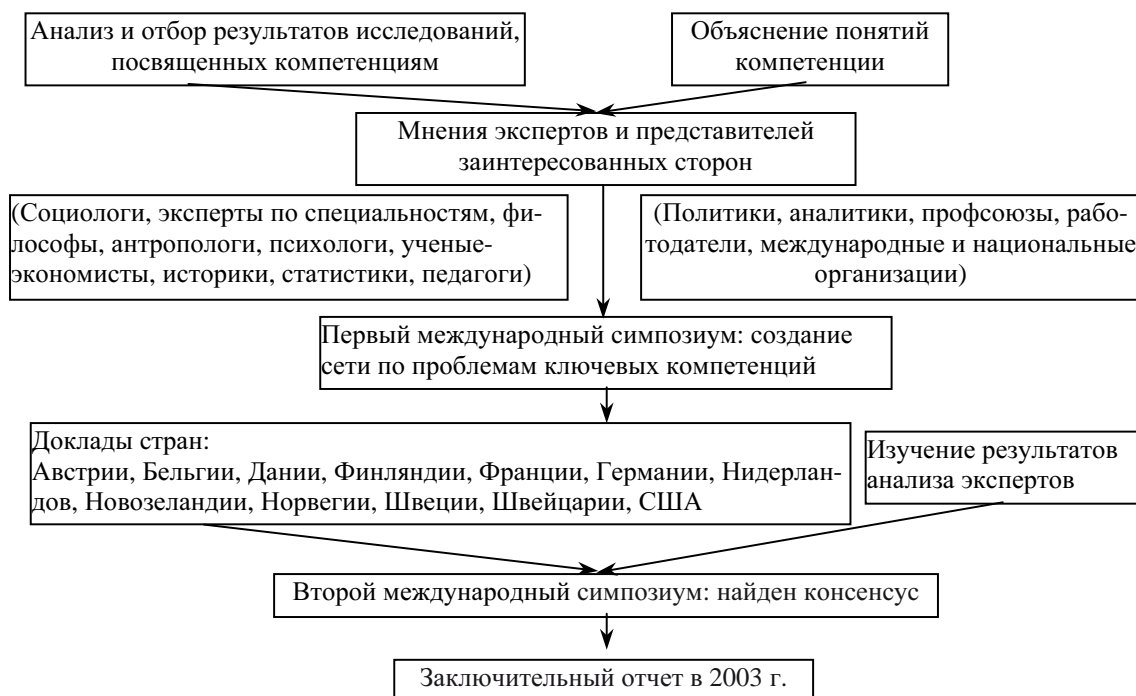 Анализ и отбор результатов исследований,
посвященных компетенциям
Объяснение понятий
компетенции
Мнения экспертов и представителей
заинтересованных сторон
(Социологи, эксперты по специальностям, фи-
лософы, антропологи, психологи, ученые-
экономисты, историки, статистики, педагоги)
(Политики, аналитики, профсоюзы, рабо-
тодатели, международные и национальные
организации)
Первый международный симпозиум: создание
сети по проблемам ключевых компетенций
Доклады стран:
Австрии, Бельгии, Дании, Финляндии, Франции, Германии, Нидерлан-
дов, Новозеландии, Норвегии, Швеции, Швейцарии, США
Изучение результатов
анализа экспертов
Второй международный симпозиум: найден консенсус
Заключительный отчет в 2003 г.